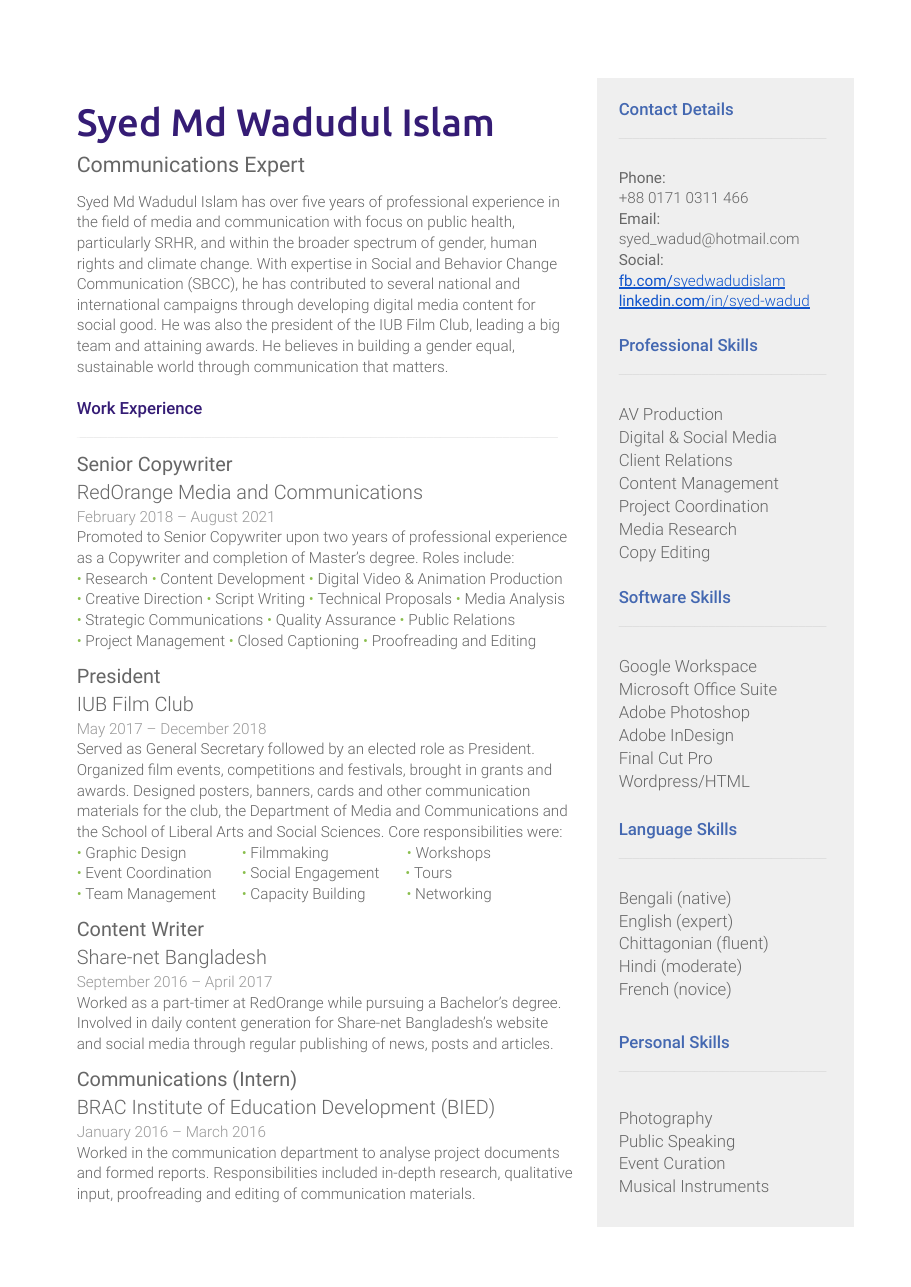 Syed Md Wadudul Islam
Communications Expert
Syed Md Wadudul Islam has over five years of professional experience in
the field of media and communication with focus on public health,
particularly SRHR, and within the broader spectrum of gender, human
rights and climate change. With expertise in Social and Behavior Change
Communication (SBCC), he has contributed to several national and
international campaigns through developing digital media content for
social good. He was also the president of the IUB Film Club, leading a big
team and attaining awards. He believes in building a gender equal,
sustainable world through communication that matters.
Work Experience
Senior Copywriter
RedOrange Media and Communications
February 2018 – August 2021
Promoted to Senior Copywriter upon two years of professional experience
as a Copywriter and completion of Master's degree. Roles include:
• Research • Content Development • Digital Video & Animation Production
• Creative Direction • Script Writing • Technical Proposals • Media Analysis
• Strategic Communications • Quality Assurance • Public Relations
• Project Management • Closed Captioning • Proofreading and Editing
President
IUB Film Club
May 2017 – December 2018
Served as General Secretary followed by an elected role as President.
Organized film events, competitions and festivals, brought in grants and
awards. Designed posters, banners, cards and other communication
materials for the club, the Department of Media and Communications and
the School of Liberal Arts and Social Sciences. Core responsibilities were:
• Graphic Design • Filmmaking • Workshops
• Event Coordination • Social Engagement • Tours
• Team Management • Capacity Building • Networking
Content Writer
Share-net Bangladesh
September 2016 – April 2017
Worked as a part-timer at RedOrange while pursuing a Bachelor's degree.
Involved in daily content generation for Share-net Bangladesh's website
and social media through regular publishing of news, posts and articles.
Communications (Intern)
BRAC Institute of Education Development (BIED)
January 2016 – March 2016
Worked in the communication department to analyse project documents
and formed reports. Responsibilities included in-depth research, qualitative
input, proofreading and editing of communication materials.
Contact Details
Phone:
+88 0171 0311 466
Email:
syed_wadud@hotmail.com
Social:
fb.com/syedwadudislam
linkedin.com/in/syed-wadud
Professional Skills
AV Production
Digital & Social Media
Client Relations
Content Management
Project Coordination
Media Research
Copy Editing
Software Skills
Google Workspace
Microsoft Office Suite
Adobe Photoshop
Adobe InDesign
Final Cut Pro
Wordpress/HTML
Language Skills
Bengali (native)
English (expert)
Chittagonian (fluent)
Hindi (moderate)
French (novice)
Personal Skills
Photography
Public Speaking
Event Curation
Musical Instruments